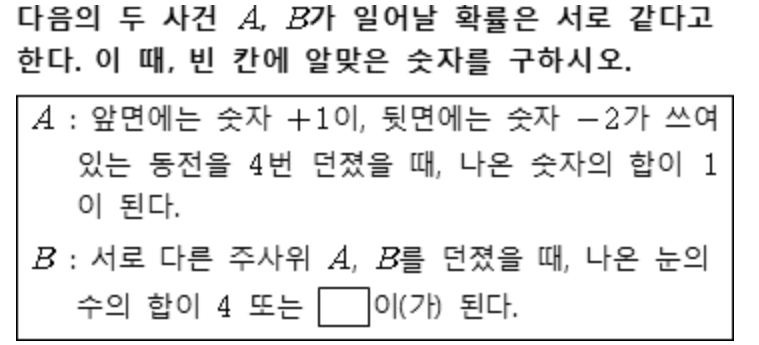 다음의 두 사건 A, B가 일어날 확률은 서로 같다고
한다. 이 때, 빈 칸에 알맞은 숫자를 구하시오.
A : 앞면에는 숫자 +1이, 뒷면에는 숫자 −2가 쓰여
있는 동전을 4번 던졌을 때, 나온 숫자의 합이 1
이 된다.
B : 서로 다른 주사위 A, B를 던졌을 때, 나온 눈의
수의 합이 4 또는 □이(가) 된다.